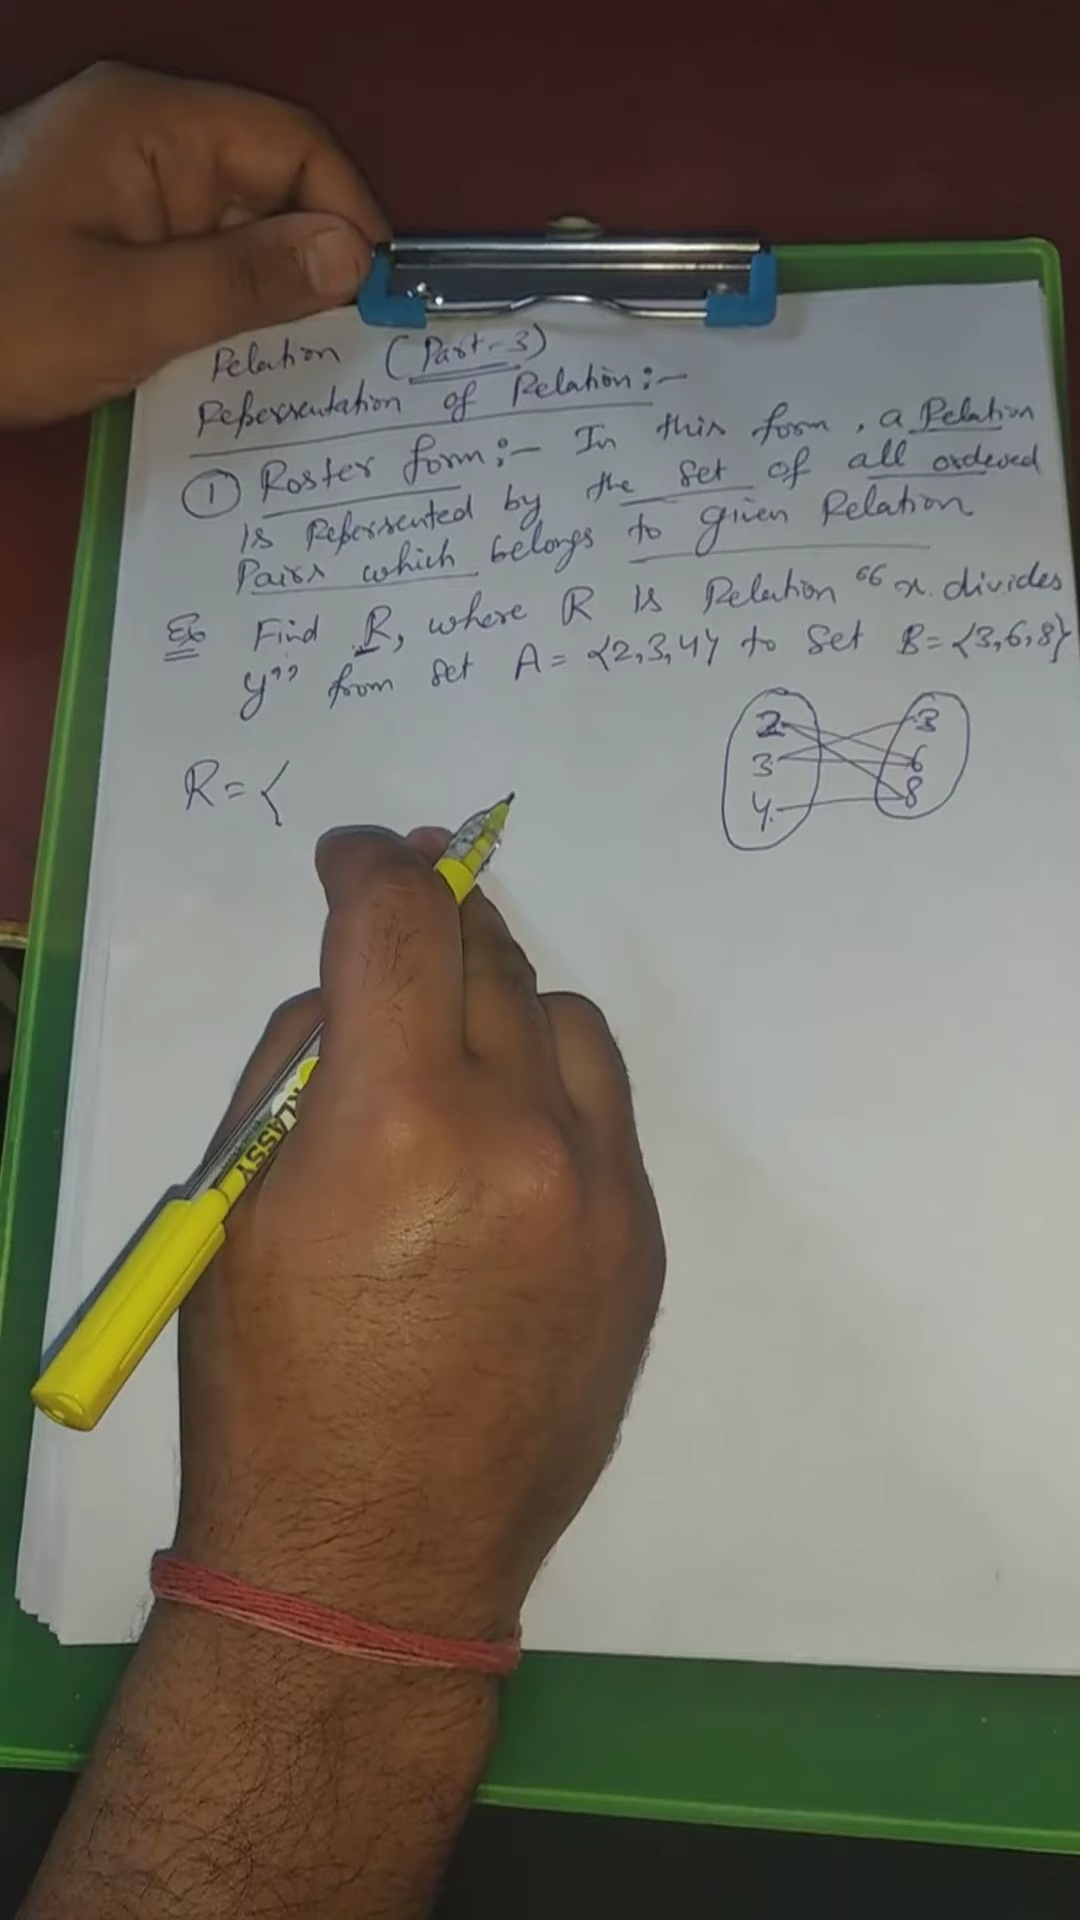 Relation (Part-3)
Representation of Relation:-
① Roster form:- In this form, a Relation
is Represented by the set of all ordered
Pairs which belongs to given Relation
Ex Find R, where R is Relation "x divides
y" from set A = {2,3,4} to Set B = {3,6,8}
2 3
3 6
4 8
R = {
KLASSY